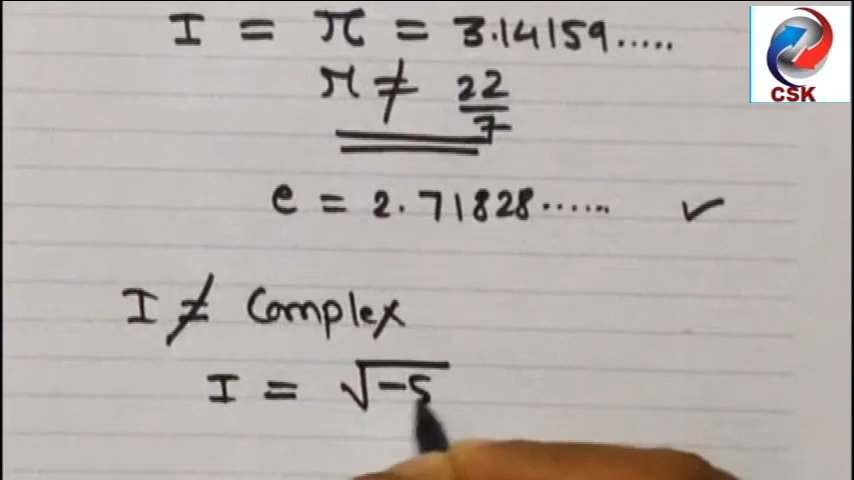 I = π = 3.14159.....
CSK
π ≠ 22/7
e = 2.71828...... ✓
I ≠ Complex
I = √-5